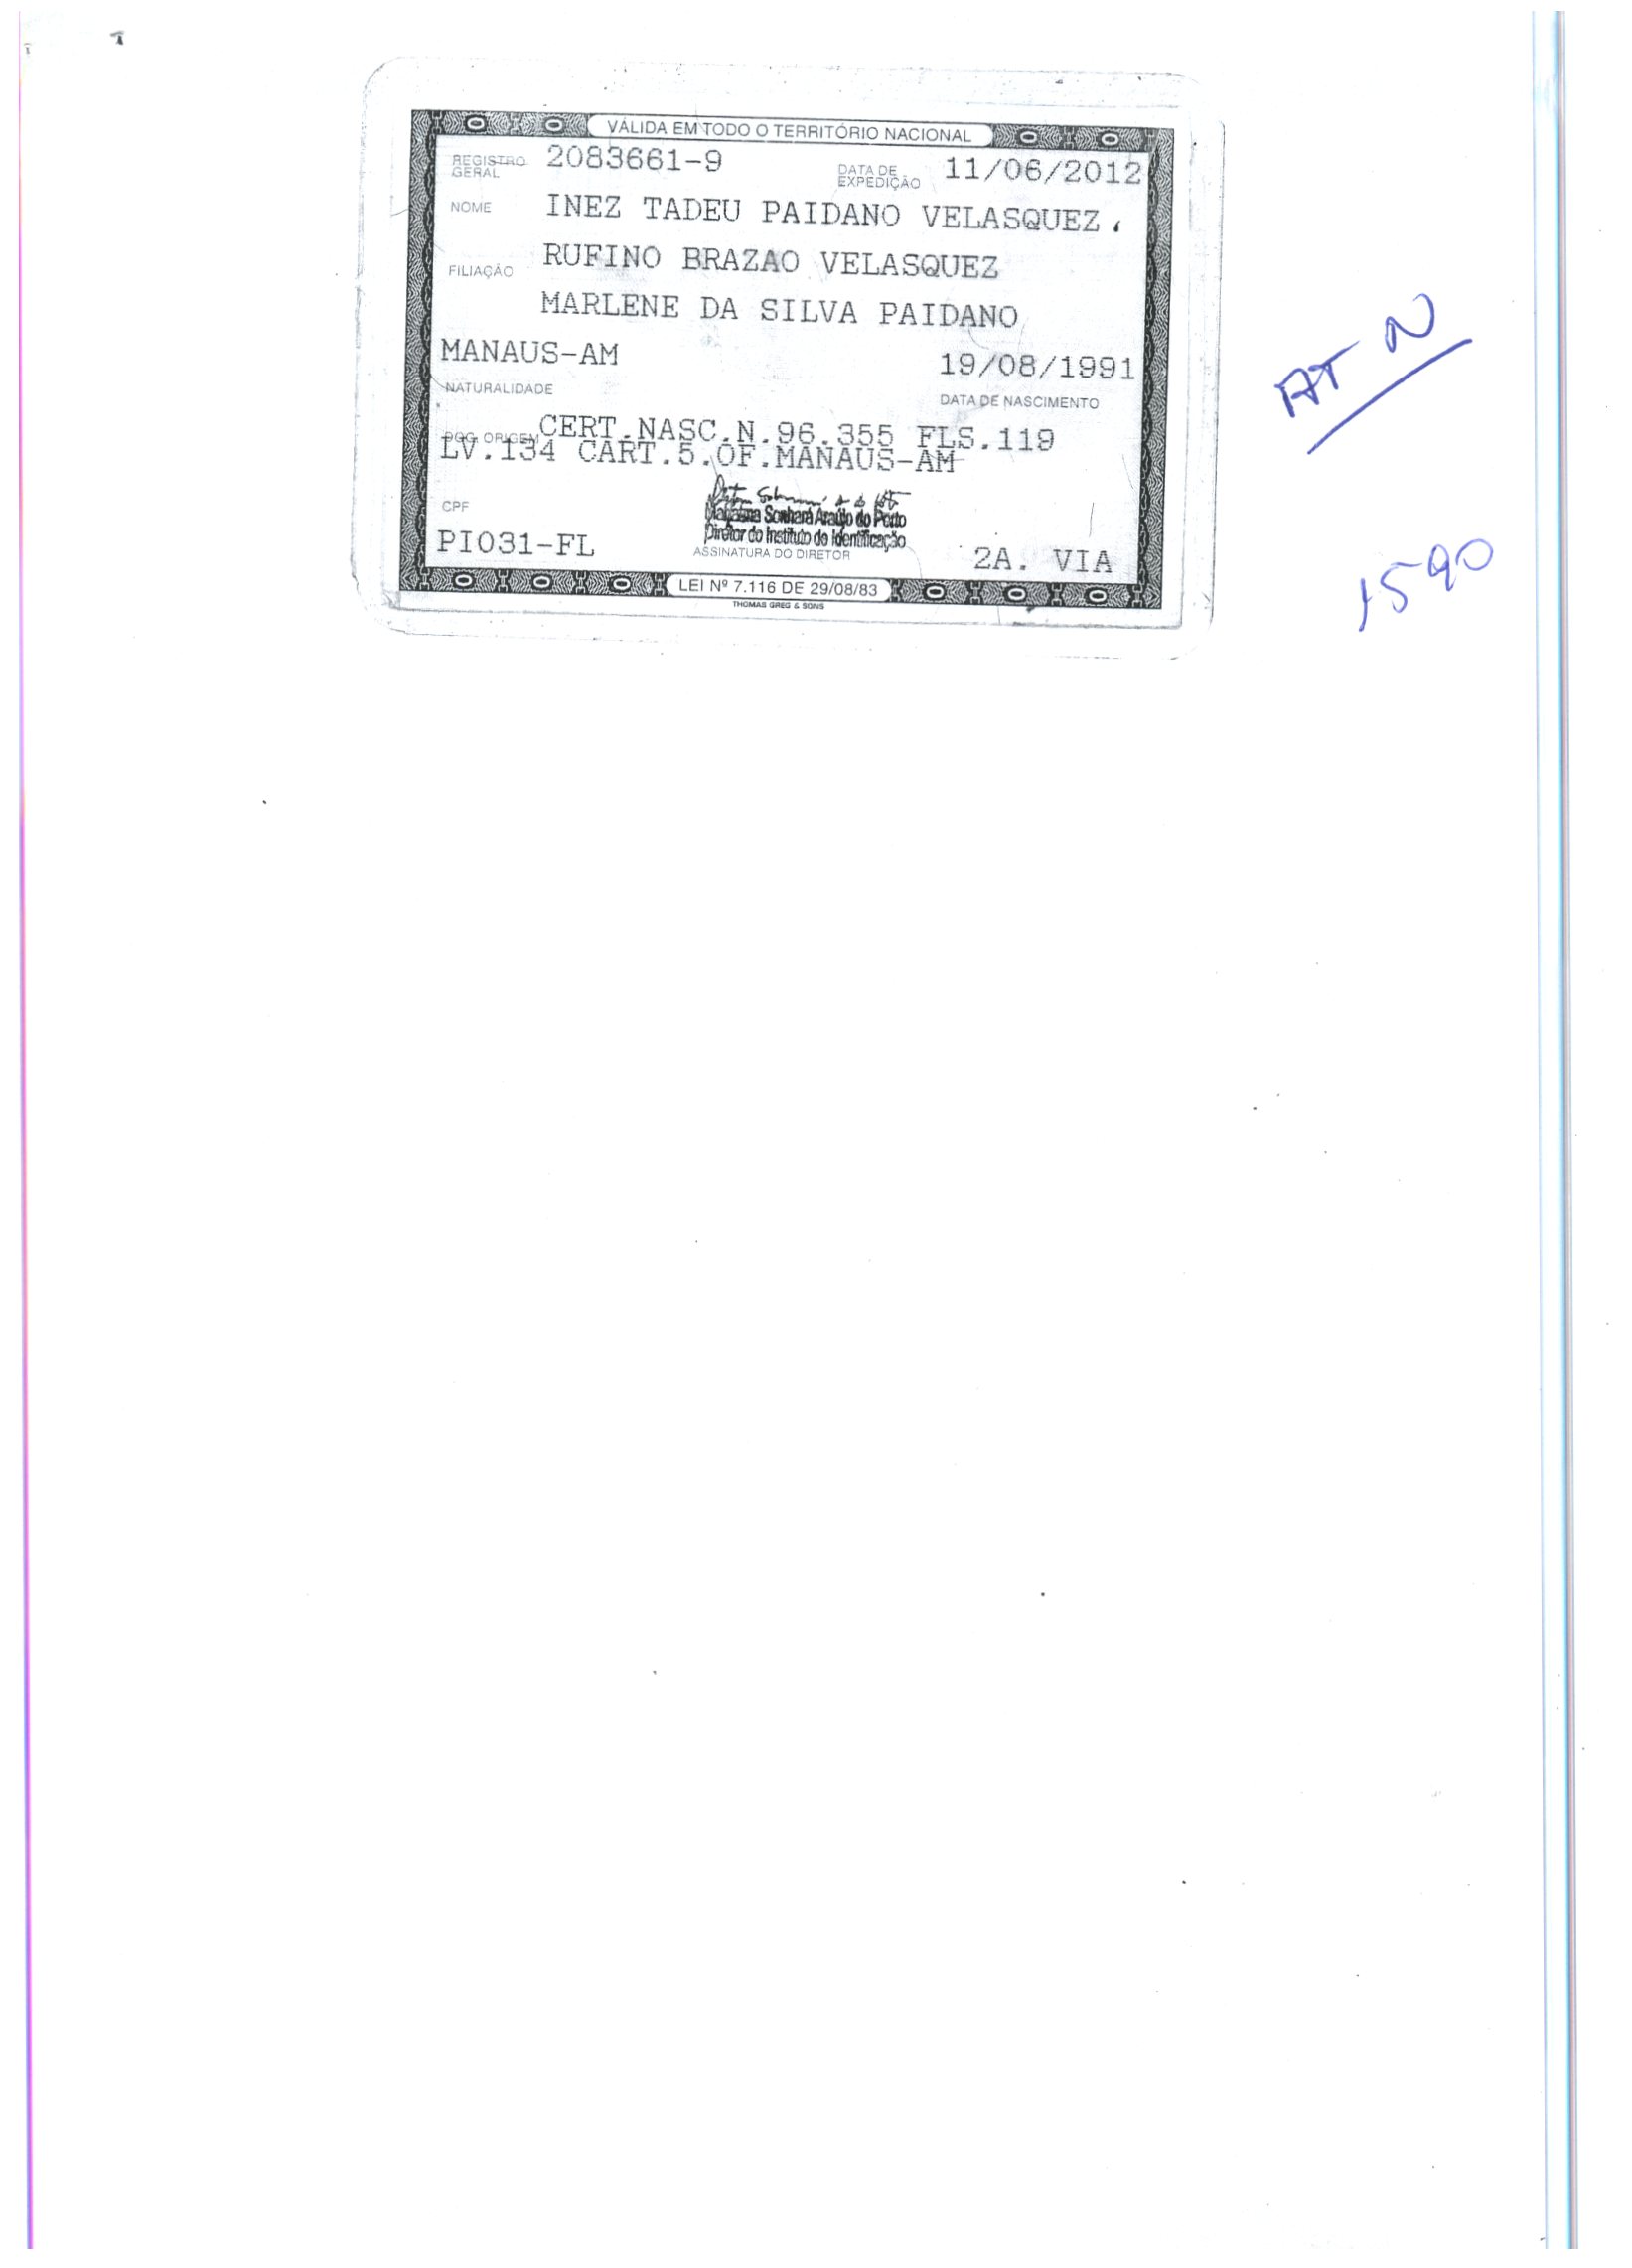 VÁLIDA EM TODO O TERRITÓRIO NACIONAL
REGISTRO GERAL 2083661-9 DATA DE EXPEDIÇÃO 11/06/2012
NOME INEZ TADEU PAIDANO VELASQUEZ
FILIAÇÃO RUFINO BRAZAO VELASQUEZ
MARLENE DA SILVA PAIDANO
MANAUS-AM 19/08/1991
NATURALIDADE DATA DE NASCIMENTO
DOC. ORIGEM CERT.NASC.N.96.355 FLS.119
LV.134 CART.5.OF.MANAUS-AM
CPF
Sonhara Araújo do Porto
Diretor do Instituto de Identificação
PI031-FL ASSINATURA DO DIRETOR 2A. VIA
LEI Nº 7.116 DE 29/08/83
THOMAS GREG & SONS
AT N
1590